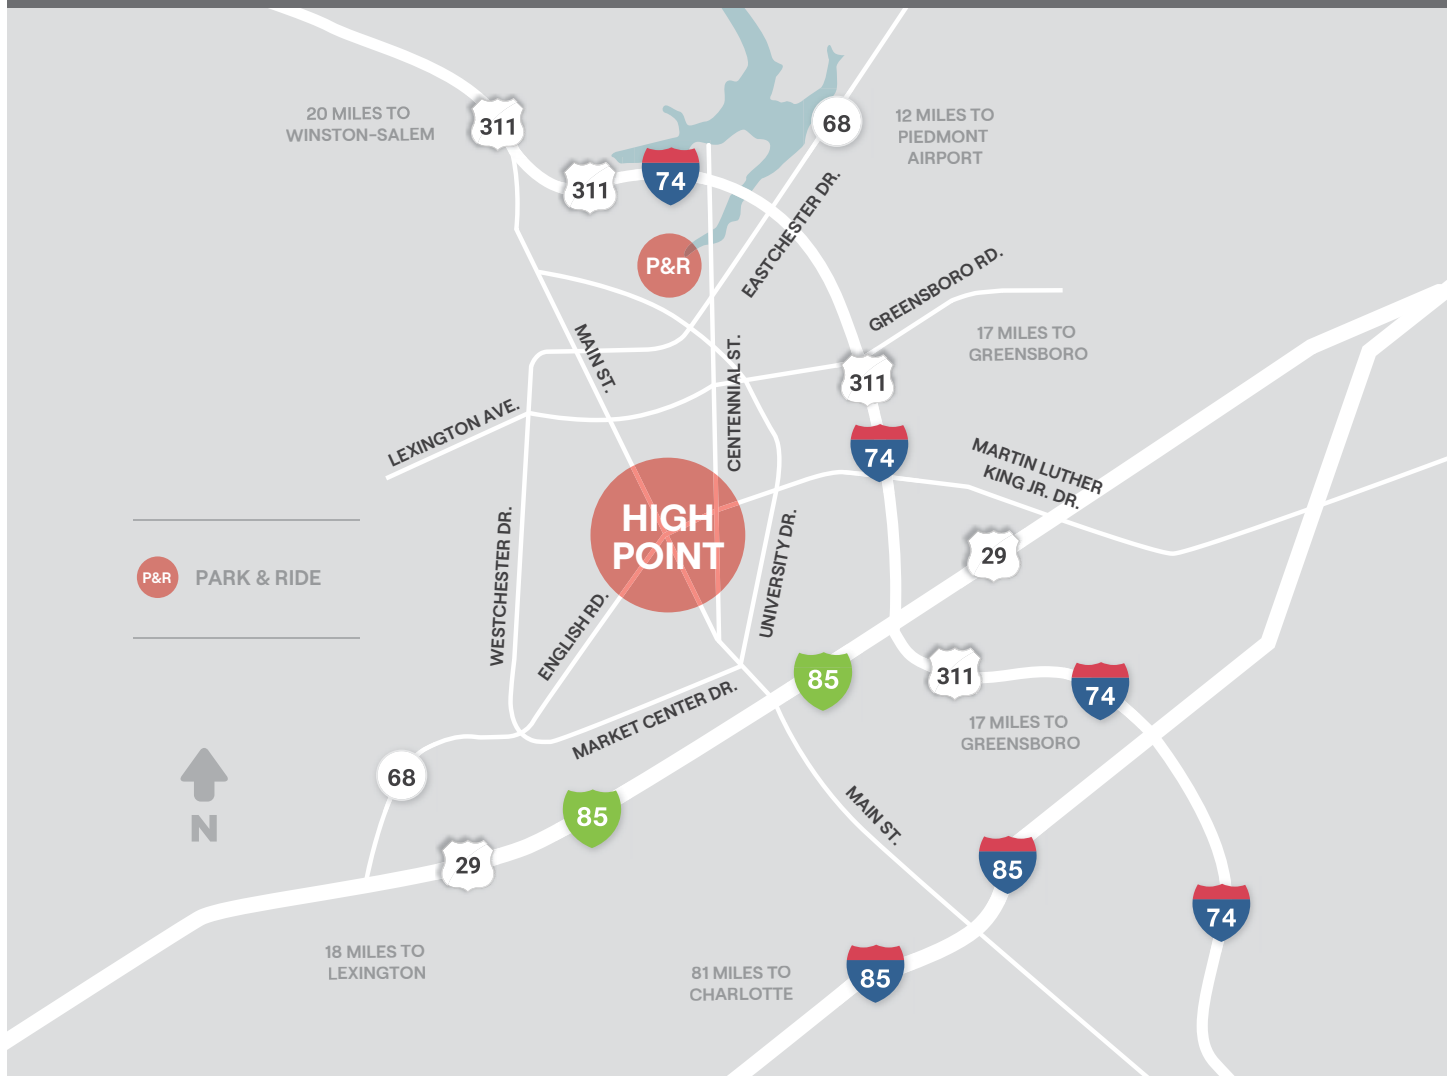 20 MILES TO
WINSTON-SALEM
311
68
12 MILES TO
PIEDMONT
AIRPORT
311
74
EASTCHESTER DR.
P&R
GREENSBORO RD.
17 MILES TO
GREENSBORO
MAIN ST.
CENTENNIAL ST.
311
LEXINGTON AVE.
74
MARTIN LUTHER
KING JR. DR.
HIGH
POINT
WESTCHESTER DR.
UNIVERSITY DR.
29
P&R
PARK & RIDE
ENGLISH RD.
85
311
74
MARKET CENTER DR.
17 MILES TO
GREENSBORO
68
N
85
MAIN ST.
29
85
74
18 MILES TO
LEXINGTON
81 MILES TO
CHARLOTTE
85